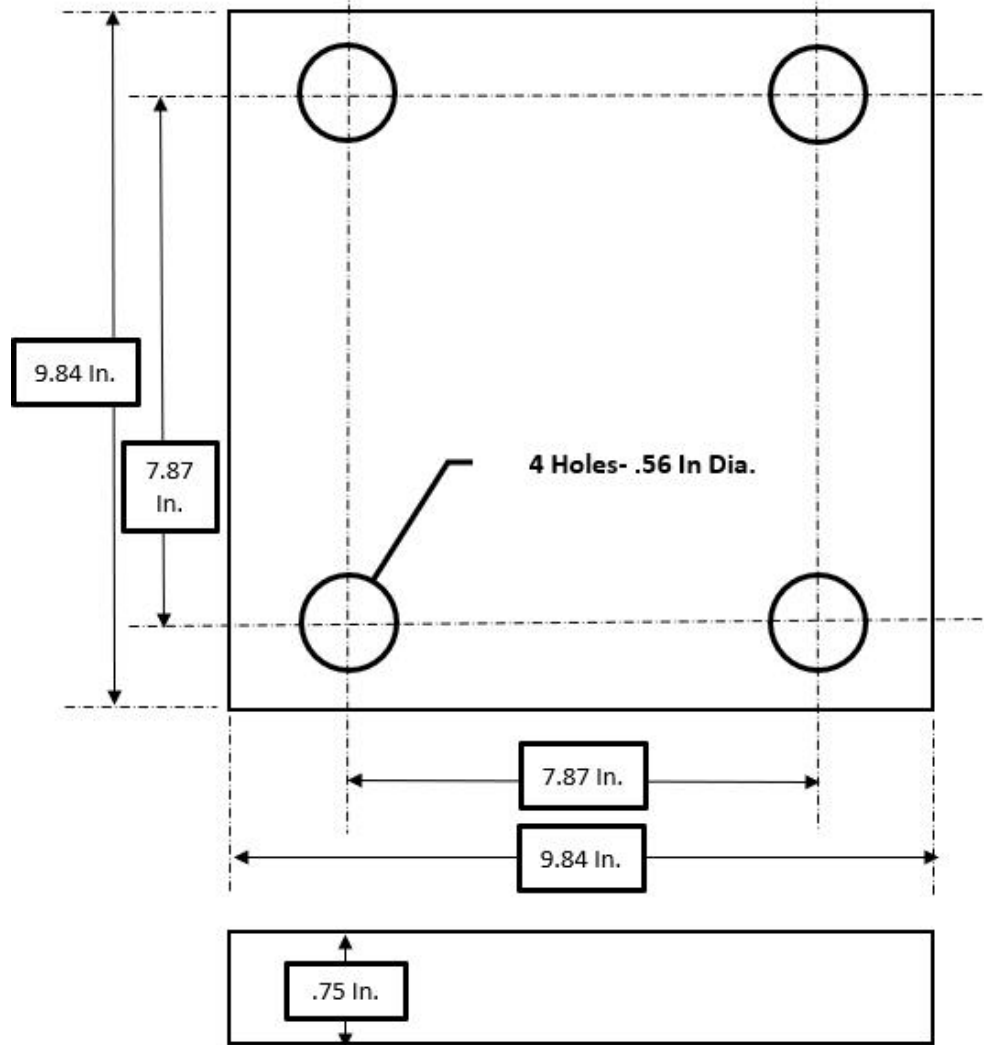 9.84 In.
7.87
In.
4 Holes- .56 In Dia.
7.87 In.
9.84 In.
.75 In.